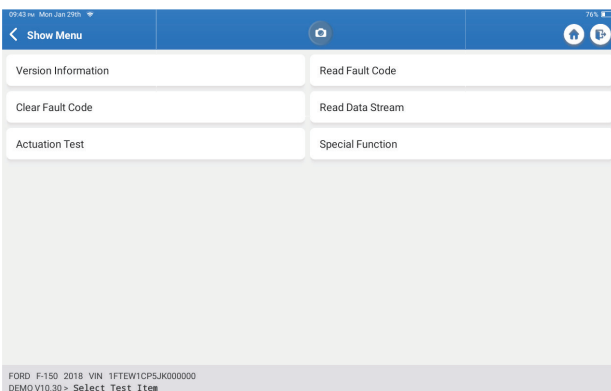 09:43 PM Mon Jan 29th
76%
Show Menu
Version Information
Read Fault Code
Clear Fault Code
Read Data Stream
Actuation Test
Special Function
FORD F-150 2018 VIN 1FTEW1CP5JK000000
DEMO V10.30 > Select Test Item